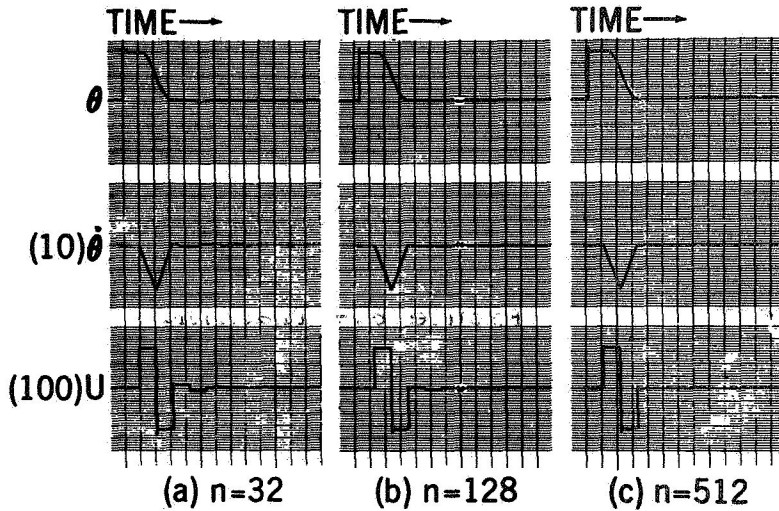 TIME→ TIME→ TIME→
θ
(10)θ̇
(100)U
(a) n=32 (b) n=128 (c) n=512